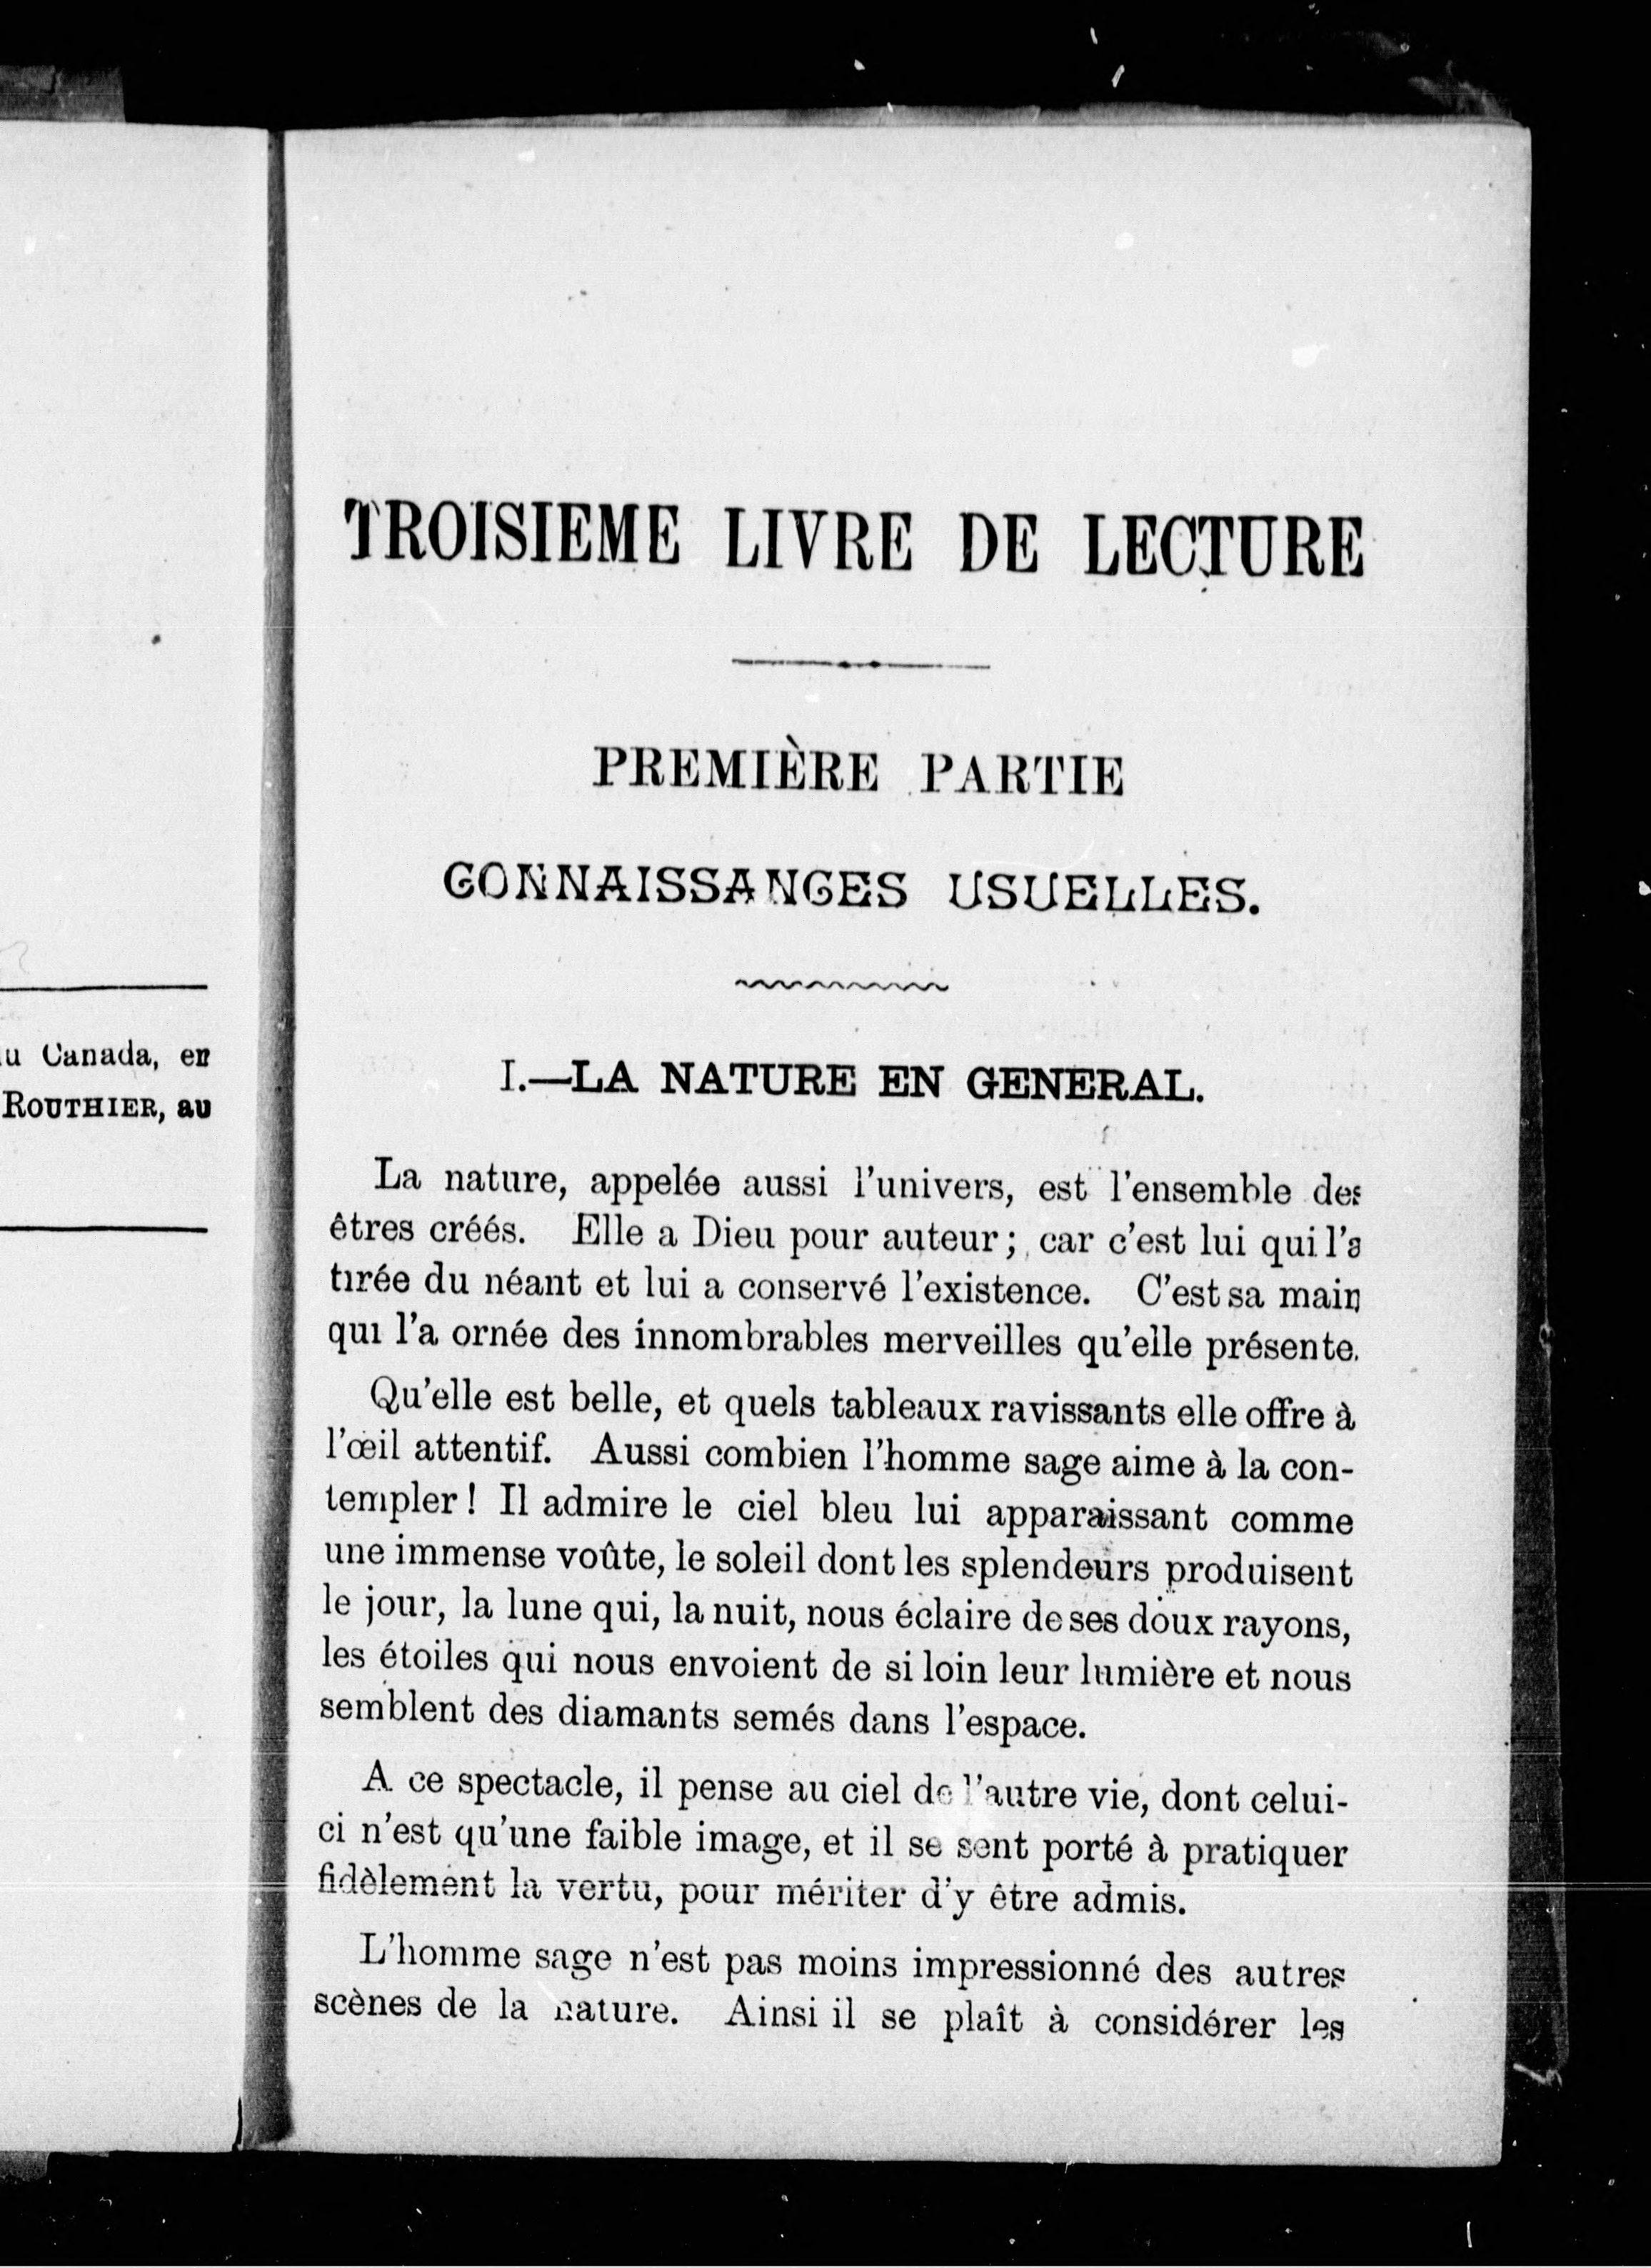 u Canada, en
ROUTHIER, au
TROISIEME LIVRE DE LECTURE
PREMIÈRE PARTIE
CONNAISSANCES USUELLES.
I.—LA NATURE EN GENERAL.
La nature, appelée aussi l'univers, est l'ensemble des
êtres créés. Elle a Dieu pour auteur; car c'est lui qui l'a
tirée du néant et lui a conservé l'existence. C'est sa main
qui l'a ornée des innombrables merveilles qu'elle présente.
Qu'elle est belle, et quels tableaux ravissants elle offre à
l'œil attentif. Aussi combien l'homme sage aime à la con-
templer! Il admire le ciel bleu lui apparaissant comme
une immense voûte, le soleil dont les splendeurs produisent
le jour, la lune qui, la nuit, nous éclaire de ses doux rayons,
les étoiles qui nous envoient de si loin leur lumière et nous
semblent des diamants semés dans l'espace.
A ce spectacle, il pense au ciel de l'autre vie, dont celui-
ci n'est qu'une faible image, et il se sent porté à pratiquer
fidèlement la vertu, pour mériter d'y être admis.
L'homme sage n'est pas moins impressionné des autres
scènes de la nature. Ainsi il se plaît à considérer les